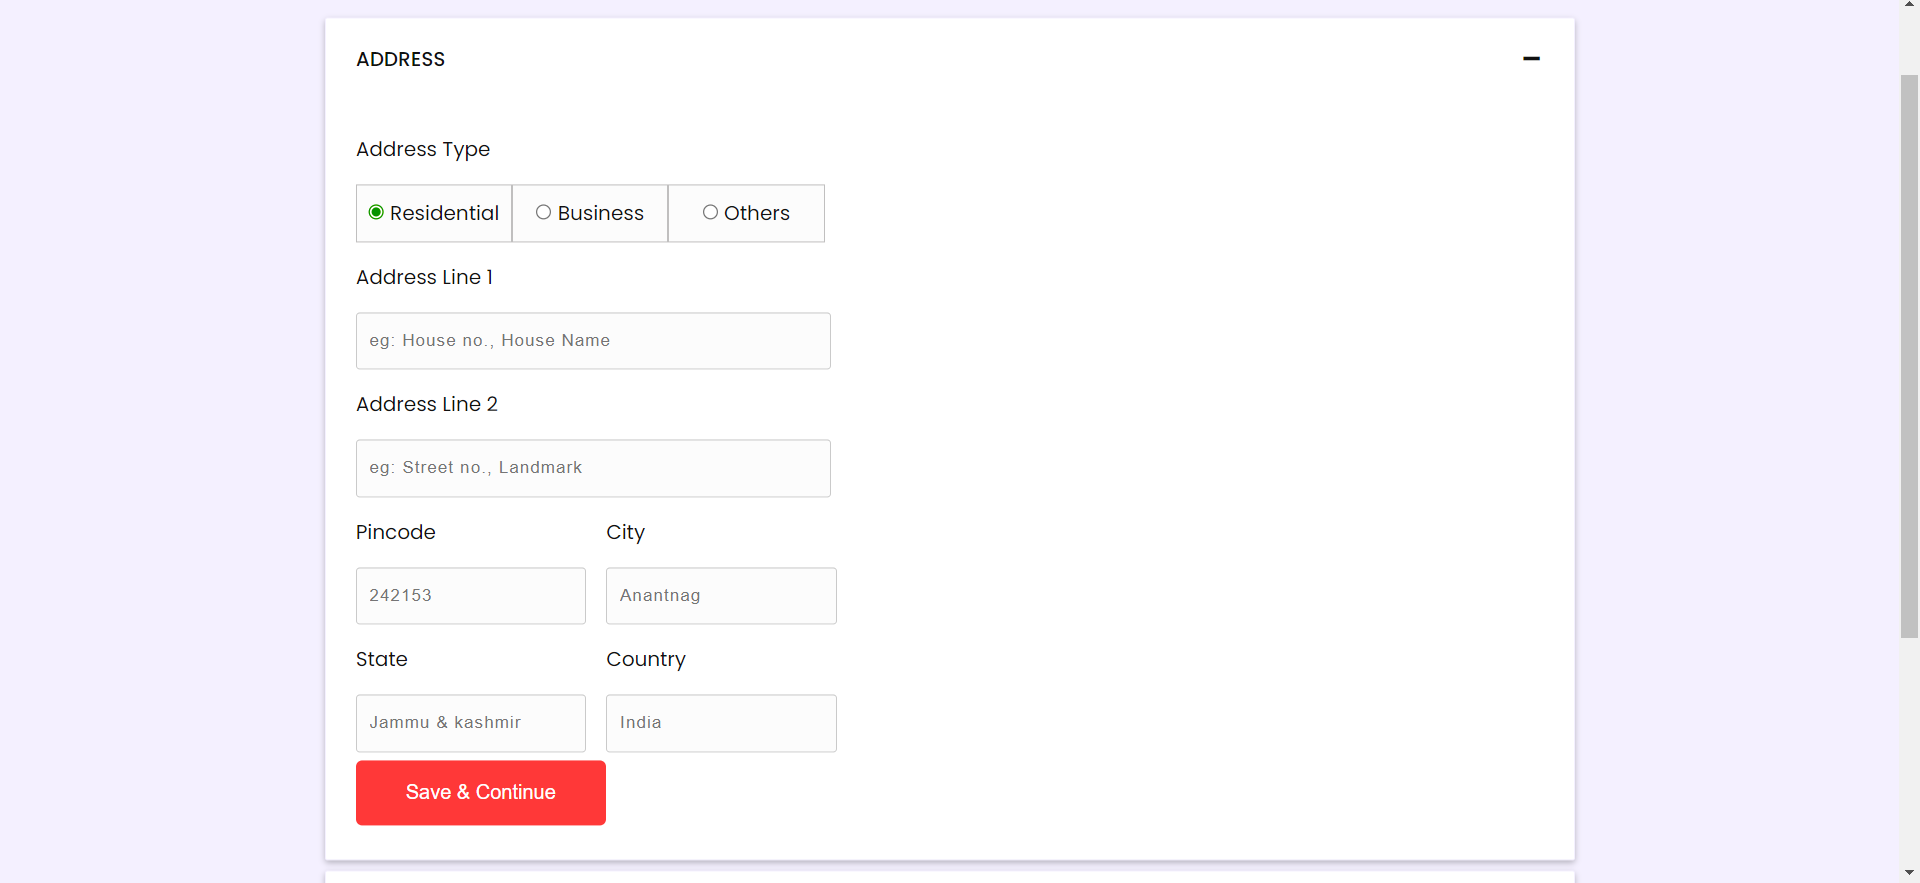 ADDRESS
Address Type
Residential Business Others
Address Line 1
eg: House no., House Name
Address Line 2
eg: Street no., Landmark
Pincode City
242153 Anantnag
State Country
Jammu & kashmir India
Save & Continue